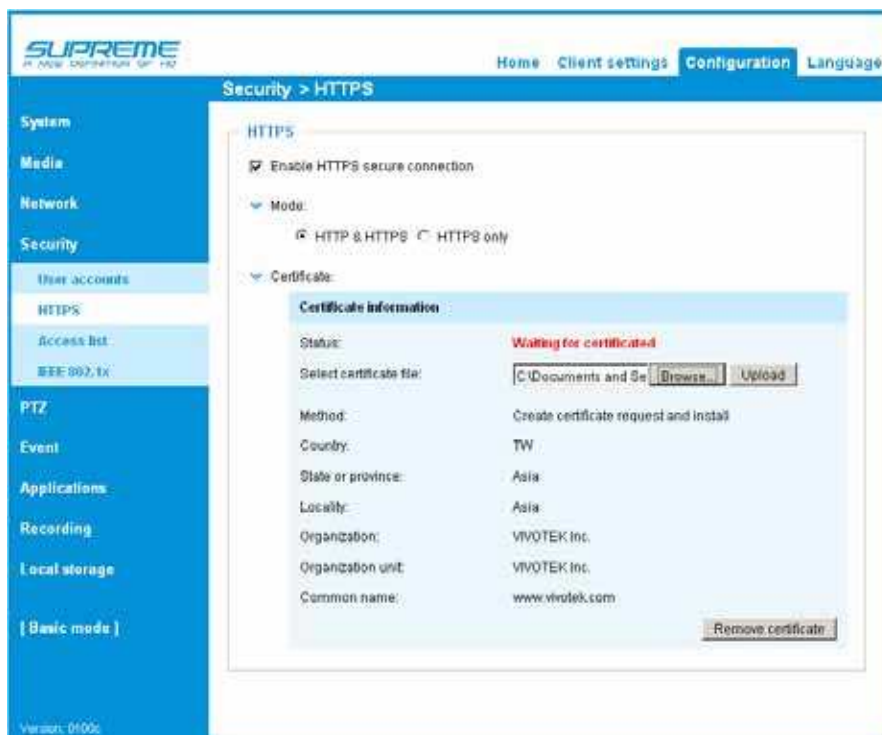 SUPREME
A NEW DEFINITION OF HD
Home Client settings Configuration Language
Security > HTTPS
System
Media
Network
Security
User accounts
HTTPS
Access list
IEEE 802.1x
PTZ
Event
Applications
Recording
Local storage
[ Basic mode ]
Version: 0100c
HTTPS
Enable HTTPS secure connection
Mode:
HTTP & HTTPS HTTPS only
Certificate:
Certificate information
Status: Waiting for certificated
Select certificate file: C:\Documents and Se Browse... Upload
Method: Create certificate request and install
Country: TW
State or province: Asia
Locality: Asia
Organization: VIVOTEK Inc.
Organization unit: VIVOTEK Inc.
Common name: www.vivotek.com
Remove certificate